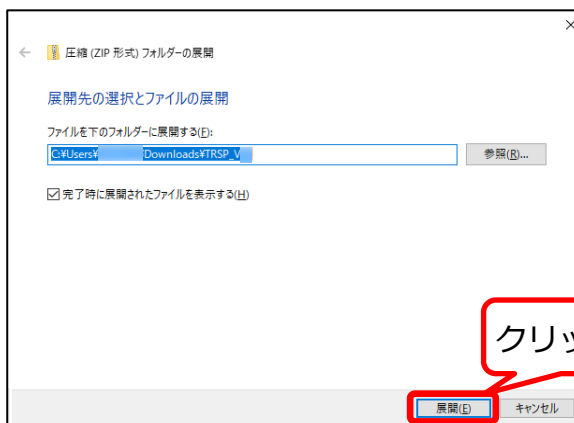 圧縮 (ZIP 形式) フォルダーの展開
展開先の選択とファイルの展開
ファイルを下のフォルダーに展開する(F):
C:¥Users¥ Downloads¥TRSP_V
参照(R)...
完了時に展開されたファイルを表示する(H)
クリッ
展開(E)
キャンセル